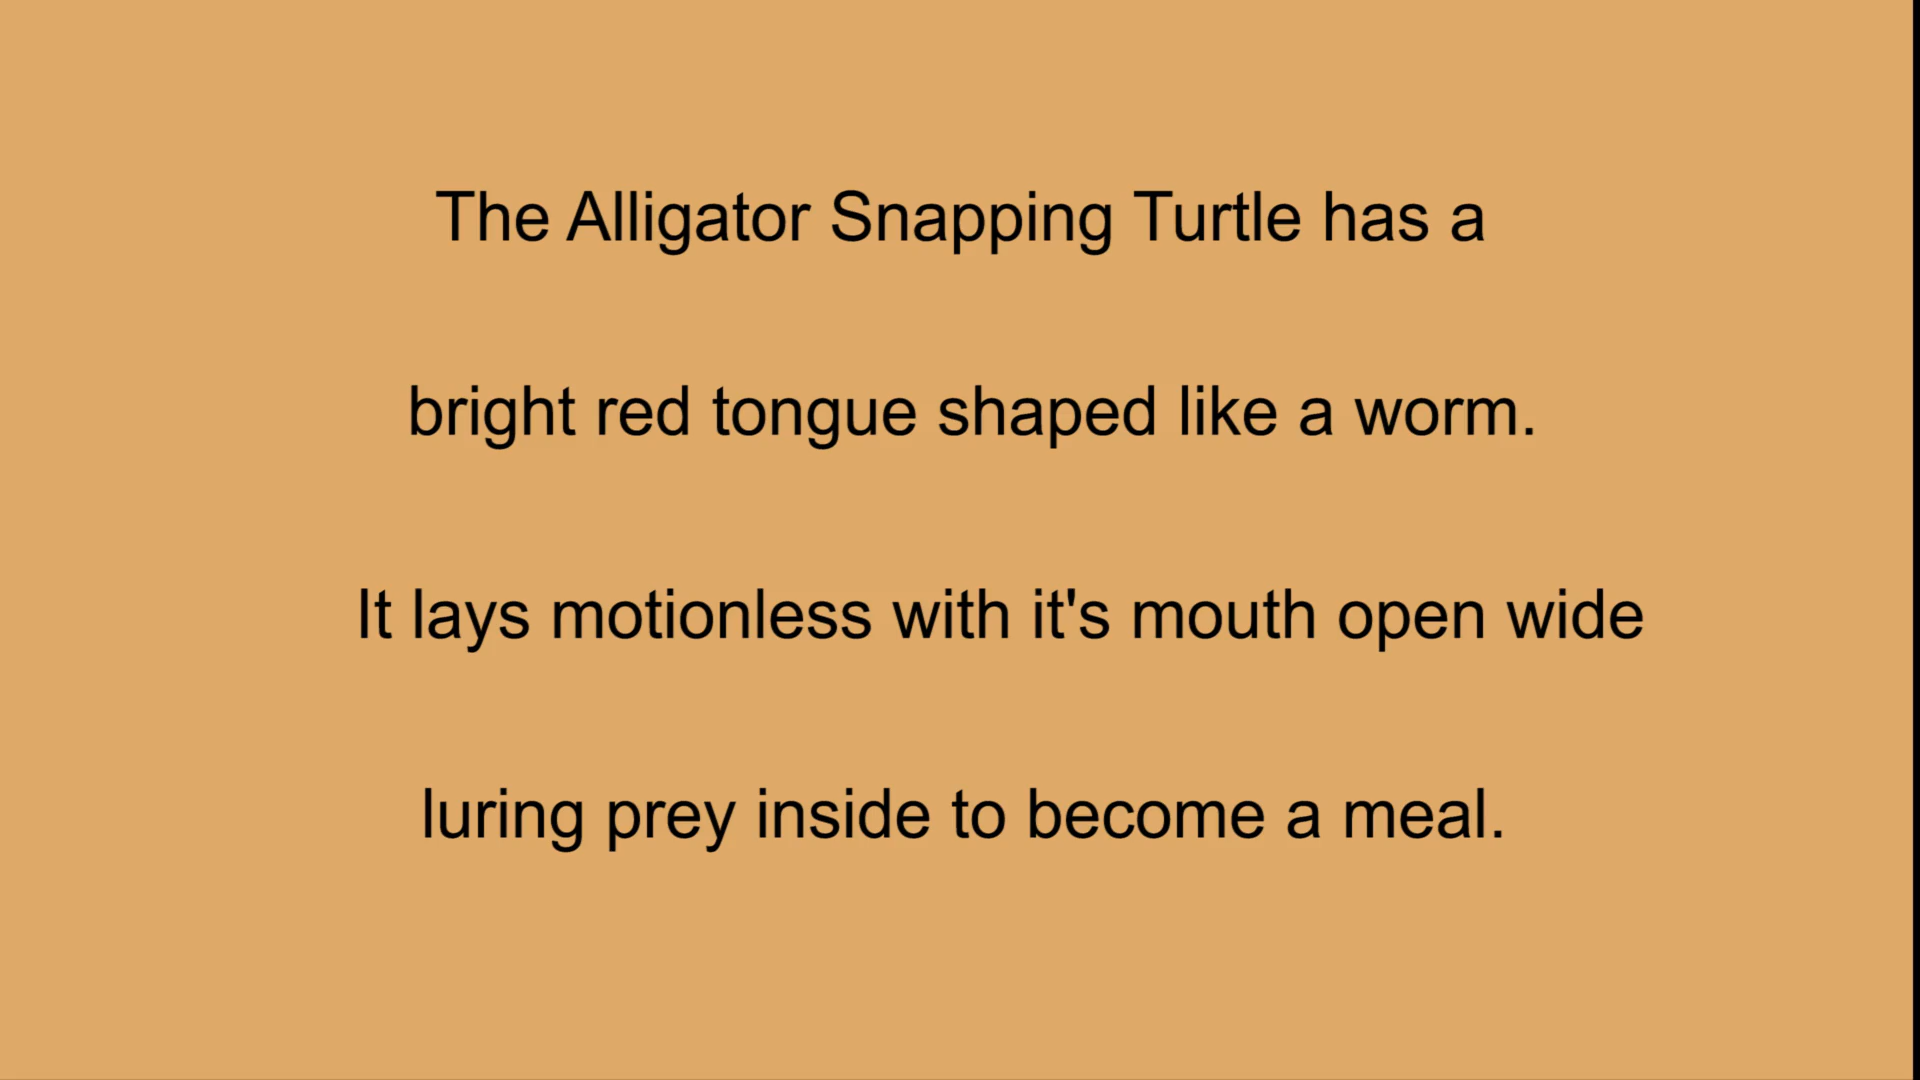 The Alligator Snapping Turtle has a
bright red tongue shaped like a worm.
It lays motionless with it's mouth open wide
luring prey inside to become a meal.